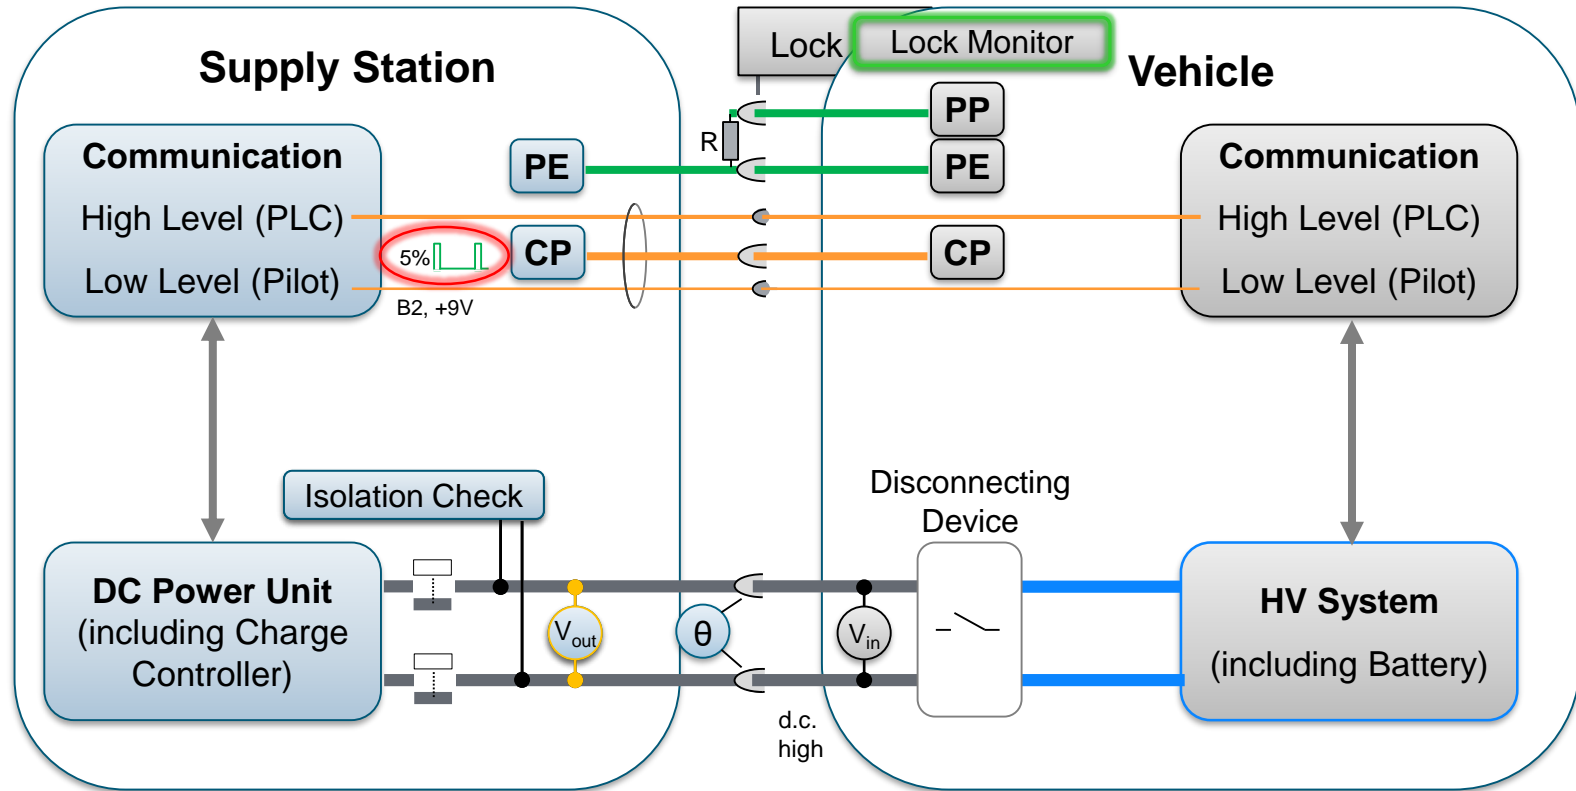 Supply Station
Lock
Lock Monitor
Vehicle
Communication
High Level (PLC)
Low Level (Pilot)
5%
B2, +9V
PE
CP
R
PP
PE
CP
Communication
High Level (PLC)
Low Level (Pilot)
Isolation Check
DC Power Unit
(including Charge
Controller)
Vout
θ
Vin
d.c.
high
Disconnecting
Device
HV System
(including Battery)